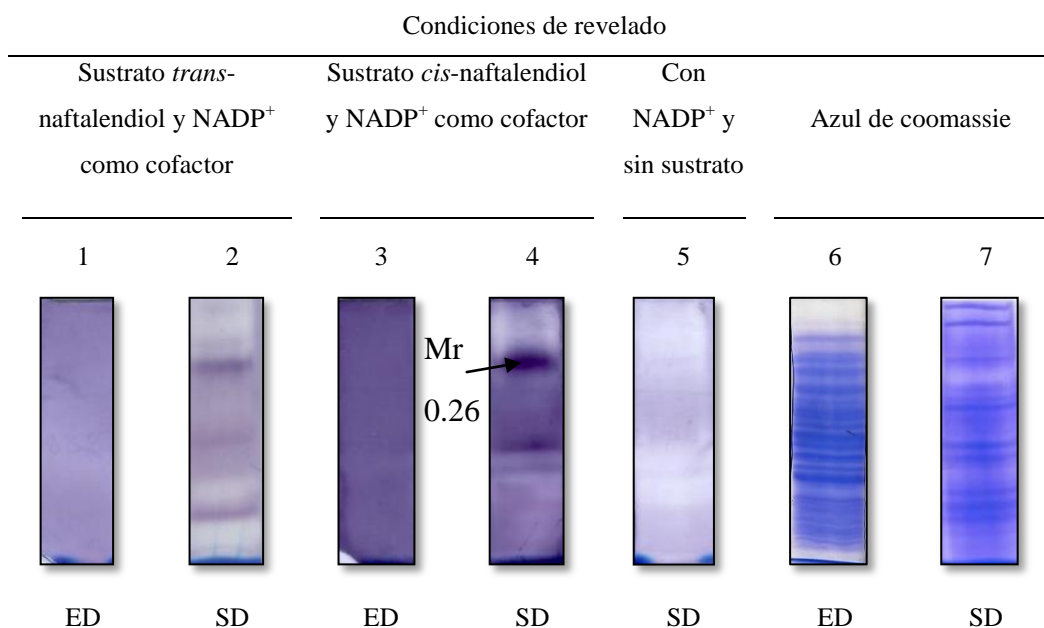 Condiciones de revelado
Sustrato trans-
naftalendiol y NADP+
como cofactor
Sustrato cis-naftalendiol
y NADP+ como cofactor
Con
NADP+ y
sin sustrato
Azul de coomassie
1 2 3 4 5 6 7
Mr
0.26
ED SD ED SD SD ED SD